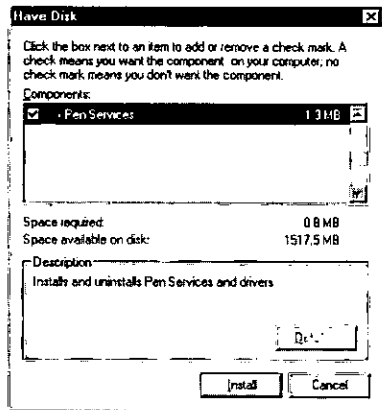 Have Disk
Click the box next to an item to add or remove a check mark. A
check means you want the component on your computer; no
check mark means you don't want the component.
Components:
- Pen Services 1.3 MB
Space required: 0.8 MB
Space available on disk: 1517.5 MB
Description
Installs and uninstalls Pen Services and drivers
Install Cancel